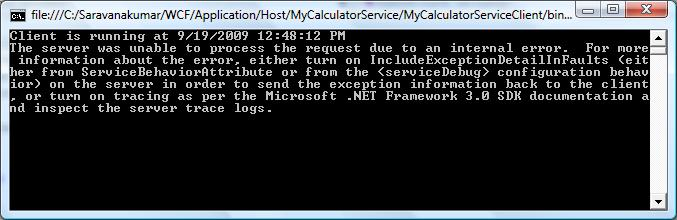 file:///C:/Saravanakumar/WCF/Application/Host/MyCalculatorService/MyCalculatorServiceClient/bin...
Client is running at 9/19/2009 12:48:12 PM
The server was unable to process the request due to an internal error.  For more
 information about the error, either turn on IncludeExceptionDetailInFaults (eit
her from ServiceBehaviorAttribute or from the <serviceDebug> configuration behav
ior) on the server in order to send the exception information back to the client
, or turn on tracing as per the Microsoft .NET Framework 3.0 SDK documentation a
nd inspect the server trace logs.